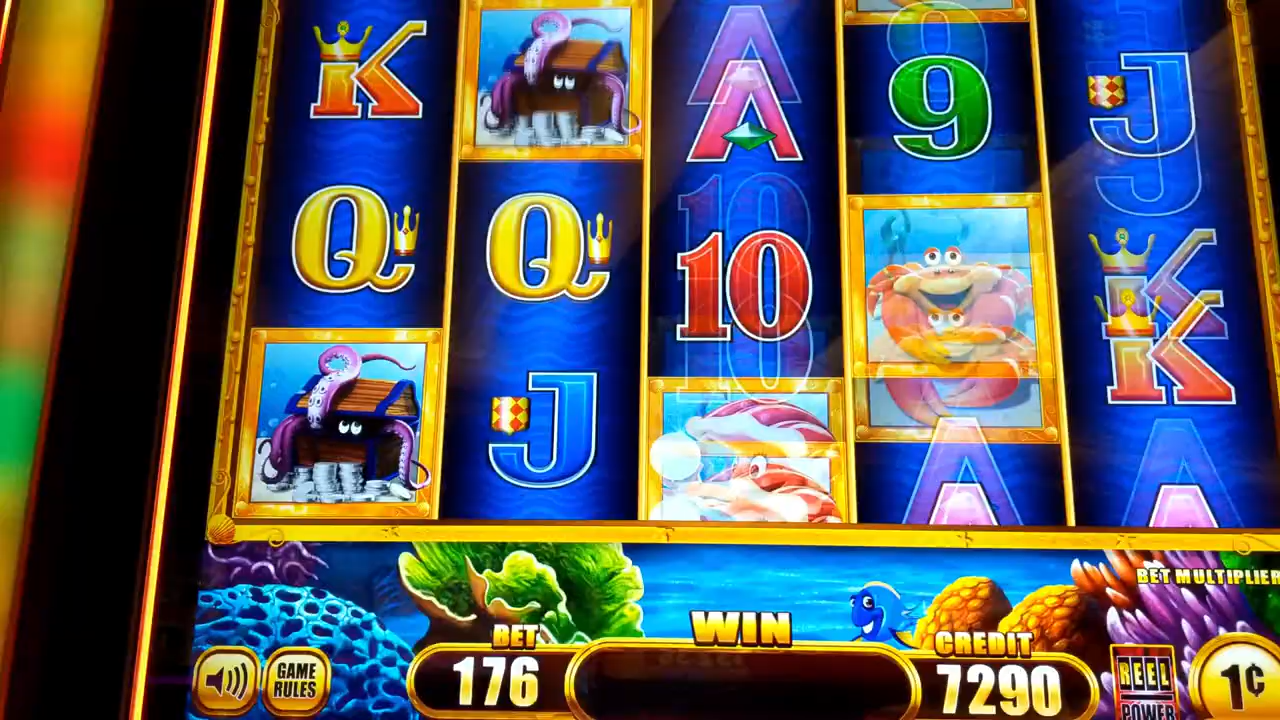 K A 9 J
Q Q 10 K
J A A
BET MULTIPLIER
BET WIN CREDIT
GAME RULES 176 7290 REEL POWER 1¢